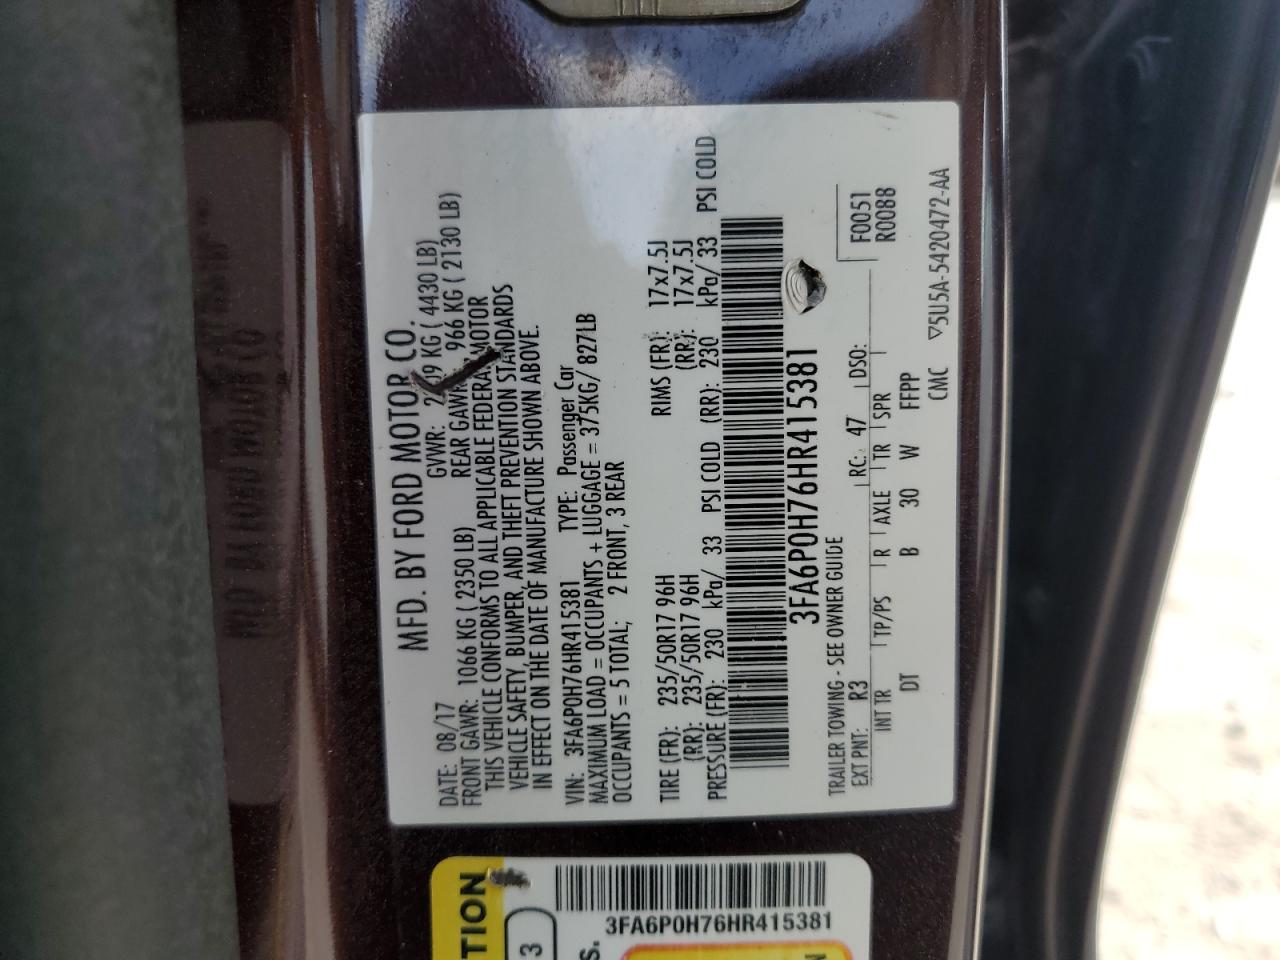 MFD. BY FORD MOTOR CO.
DATE: 08/17 GVWR: KG ( 4430 LB)
FRONT GAWR: 1066 KG ( 2350 LB) REAR GAWR 966 KG ( 2130 LB)
THIS VEHICLE CONFORMS TO ALL APPLICABLE FEDERAL MOTOR
VEHICLE SAFETY, BUMPER, AND THEFT PREVENTION STANDARDS
IN EFFECT ON THE DATE OF MANUFACTURE SHOWN ABOVE.
VIN: 3FA6P0H76HR415381 TYPE: Passenger Car
MAXIMUM LOAD = OCCUPANTS + LUGGAGE = 375KG/ 827LB
OCCUPANTS = 5 TOTAL; 2 FRONT, 3 REAR
TIRE (FR): 235/50R17 96H RIMS (FR): 17x7.5J
(RR): 235/50R17 96H (RR): 17x7.5J
PRESSURE (FR): 230 kPa/ 33 PSI COLD (RR): 230 kPa/ 33 PSI COLD
3FA6P0H76HR415381
TRAILER TOWING - SEE OWNER GUIDE
EXT PNT: R3 RC: 47 DSO: F0051
R0088
INT TR TP/PS R AXLE TR SPR
DT B 30 W FFPP
CMC ▽5U5A-5420472-AA
TION
3
3FA6P0H76HR415381
S.
N